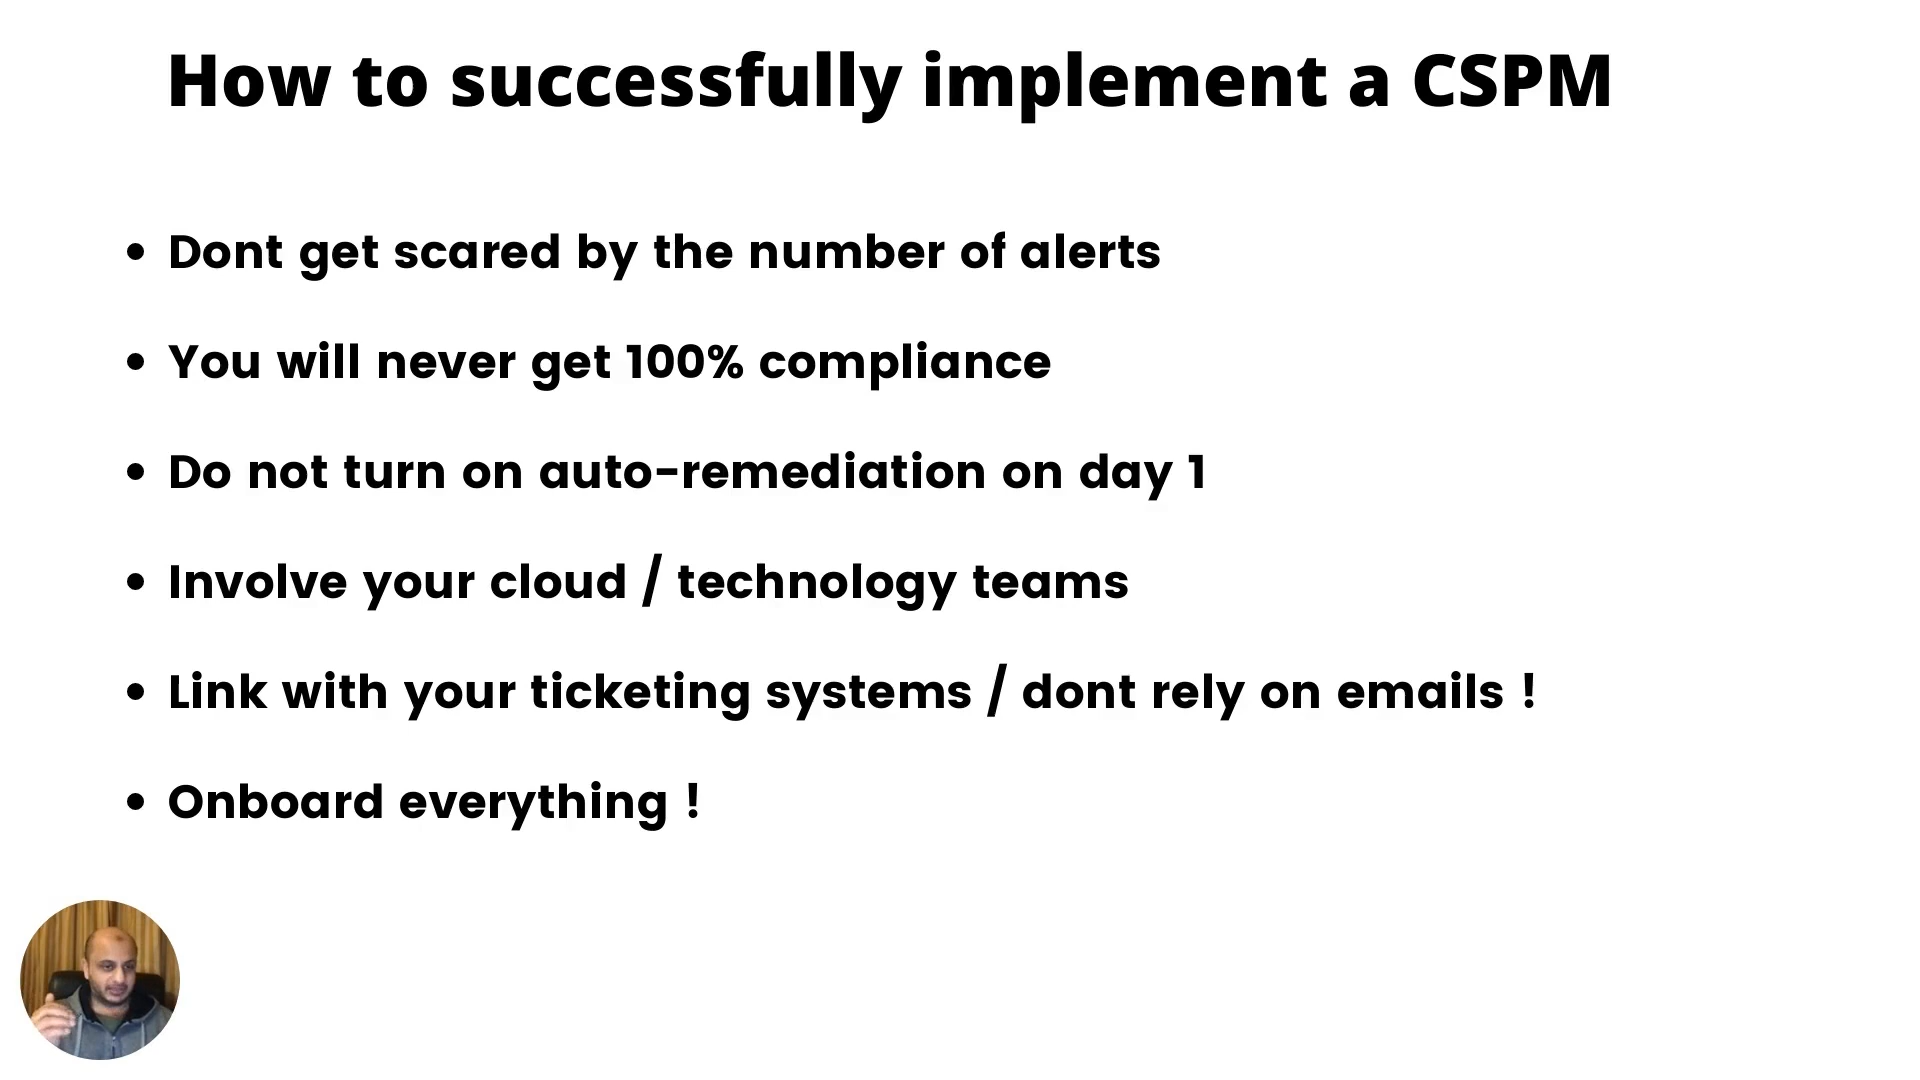 How to successfully implement a CSPM
• Dont get scared by the number of alerts
• You will never get 100% compliance
• Do not turn on auto-remediation on day 1
• Involve your cloud / technology teams
• Link with your ticketing systems / dont rely on emails !
• Onboard everything !